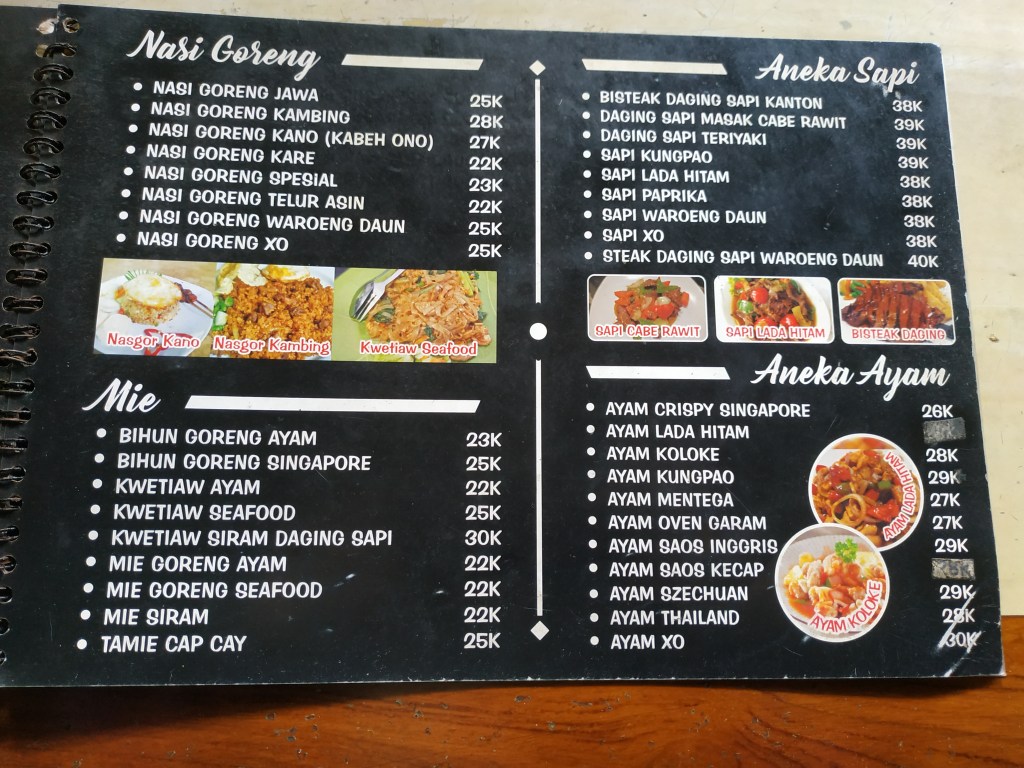 Nasi Goreng
• NASI GORENG JAWA 25K
• NASI GORENG KAMBING 28K
• NASI GORENG KANO (KABEH ONO) 27K
• NASI GORENG KARE 22K
• NASI GORENG SPESIAL 23K
• NASI GORENG TELUR ASIN 22K
• NASI GORENG WAROENG DAUN 25K
• NASI GORENG XO 25K
Nasgor Kano
Nasgor Kambing
Kwetiaw Seafood
Mie
• BIHUN GORENG AYAM 23K
• BIHUN GORENG SINGAPORE 25K
• KWETIAW AYAM 22K
• KWETIAW SEAFOOD 25K
• KWETIAW SIRAM DAGING SAPI 30K
• MIE GORENG AYAM 22K
• MIE GORENG SEAFOOD 22K
• MIE SIRAM 22K
• TAMIE CAP CAY 25K
Aneka Sapi
• BISTEAK DAGING SAPI KANTON 38K
• DAGING SAPI MASAK CABE RAWIT 39K
• DAGING SAPI TERIYAKI 39K
• SAPI KUNGPAO 39K
• SAPI LADA HITAM 38K
• SAPI PAPRIKA 38K
• SAPI WAROENG DAUN 38K
• SAPI XO 38K
• STEAK DAGING SAPI WAROENG DAUN 40K
SAPI CABE RAWIT
SAPI LADA HITAM
BISTEAK DAGING
Aneka Ayam
• AYAM CRISPY SINGAPORE 26K
• AYAM LADA HITAM
• AYAM KOLOKE 28K
• AYAM KUNGPAO 29K
• AYAM MENTEGA 27K
• AYAM OVEN GARAM 27K
• AYAM SAOS INGGRIS 29K
• AYAM SAOS KECAP
• AYAM SZECHUAN 29K
• AYAM THAILAND 28K
• AYAM XO 30K
AYAM LADA HITAM
AYAM KOLOKE